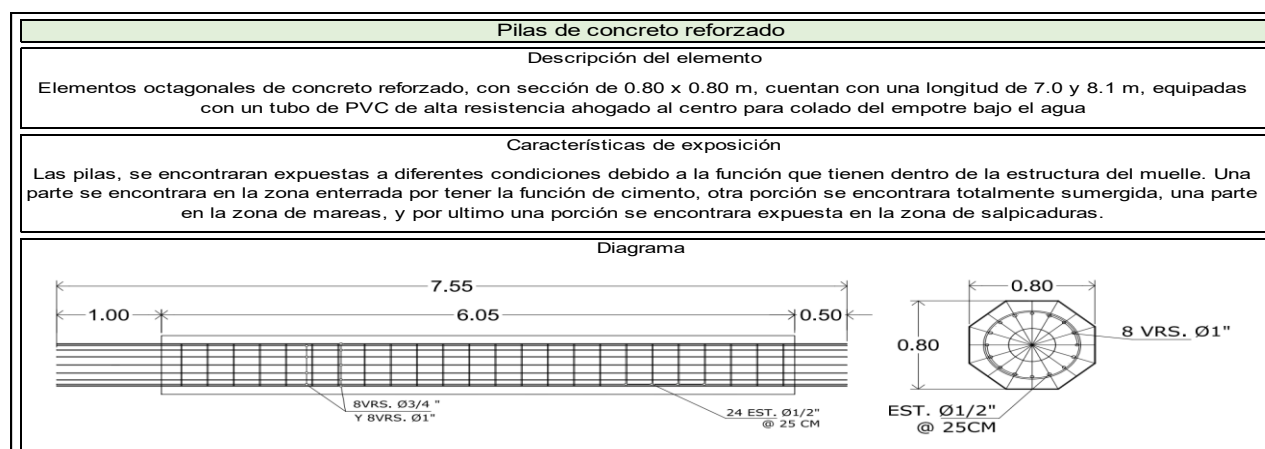 Pilas de concreto reforzado
Descripción del elemento
Elementos octagonales de concreto reforzado, con sección de 0.80 x 0.80 m, cuentan con una longitud de 7.0 y 8.1 m, equipadas
con un tubo de PVC de alta resistencia ahogado al centro para colado del empotre bajo el agua
Características de exposición
Las pilas, se encontraran expuestas a diferentes condiciones debido a la función que tienen dentro de la estructura del muelle. Una
parte se encontrara en la zona enterrada por tener la función de cimento, otra porción se encontrara totalmente sumergida, una parte
en la zona de mareas, y por ultimo una porción se encontrara expuesta en la zona de salpicaduras.
Diagrama
7.55
1.00
6.05
0.50
8VRS. Ø3/4 "
Y 8VRS. Ø1"
24 EST. Ø1/2"
@ 25 CM
0.80
0.80
8 VRS. Ø1"
EST. Ø1/2"
@ 25CM